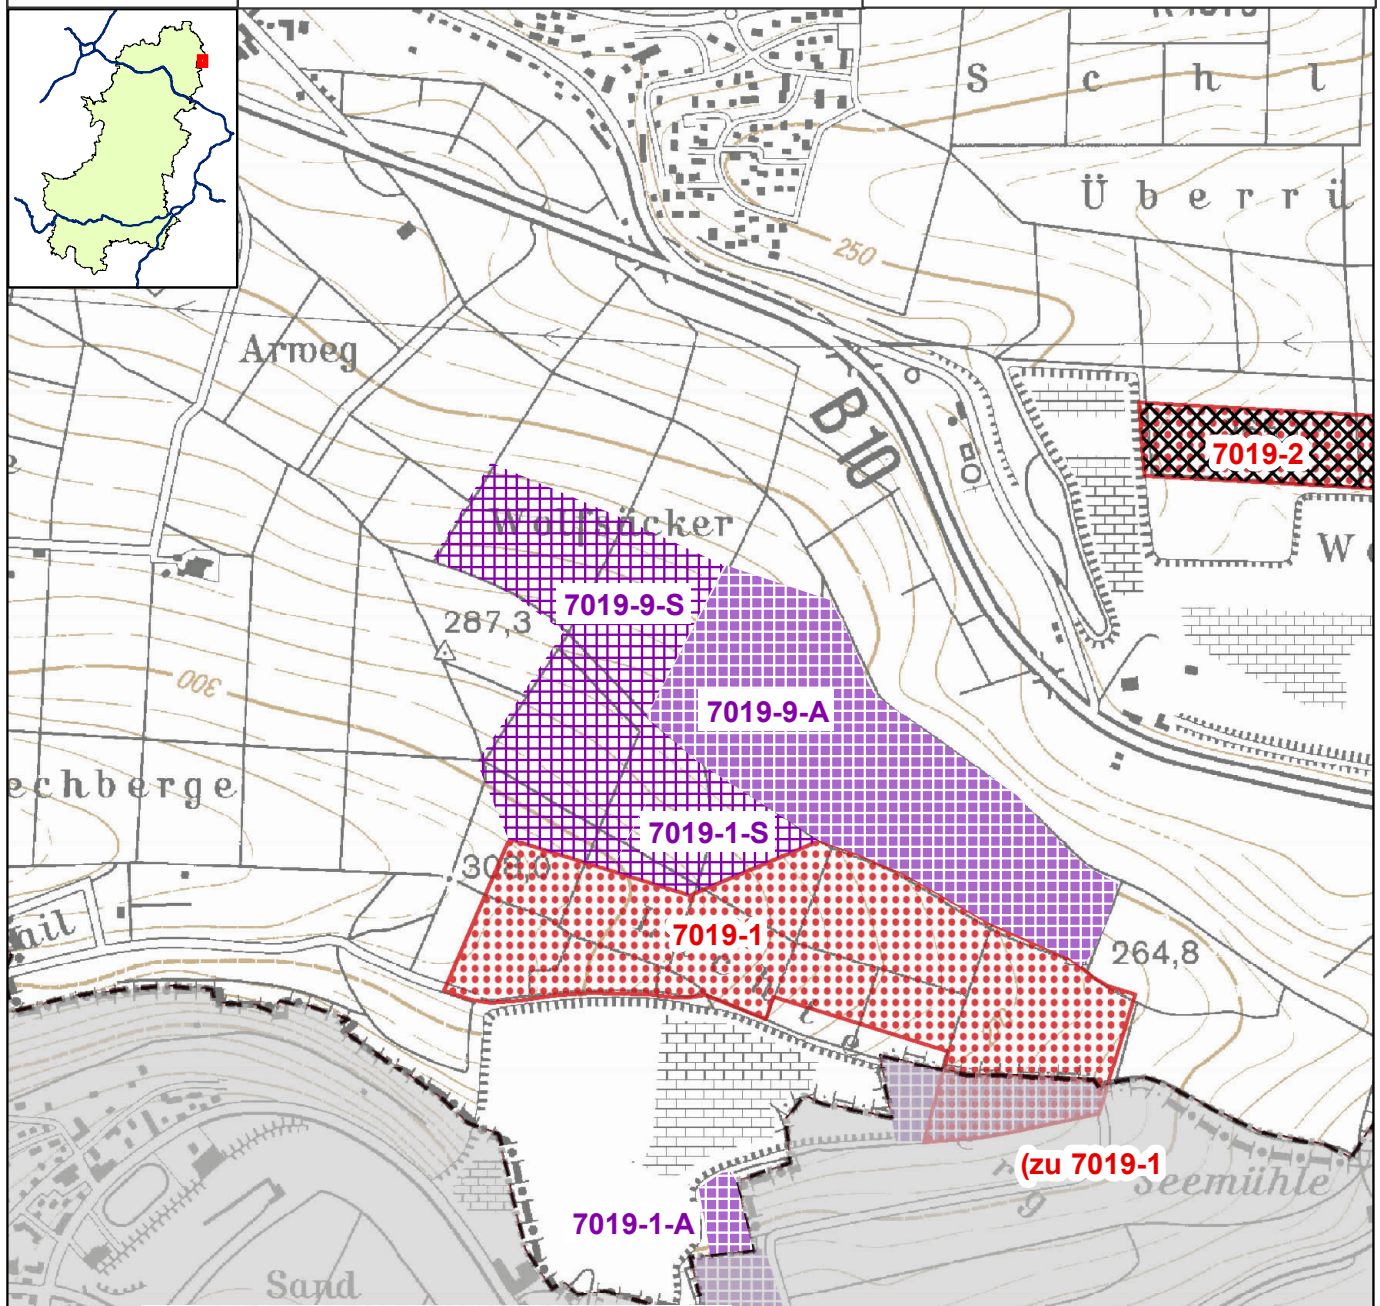 S c h l
Ü b e r r ü
250
Armeg
B 10
7019-2
Wolfsäcker
7019-9-S
287,3
300
7019-9-A
echberge
7019-1-S
308,0
7019-1
264,8
(zu 7019-1
Seemühle
7019-1-A
Sand